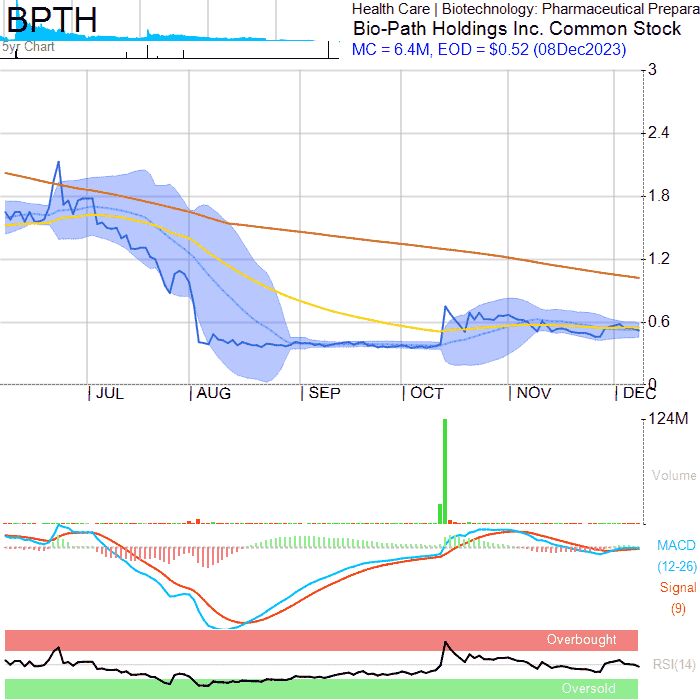 BPTH
5yr Chart
Health Care | Biotechnology: Pharmaceutical Prepara
Bio-Path Holdings Inc. Common Stock
MC = 6.4M, EOD = $0.52 (08Dec2023)
3
2.4
1.8
1.2
0.6
0
JUL AUG SEP OCT NOV DEC
124M
Volume
MACD
(12-26)
Signal
(9)
Overbought
RSI(14)
Oversold